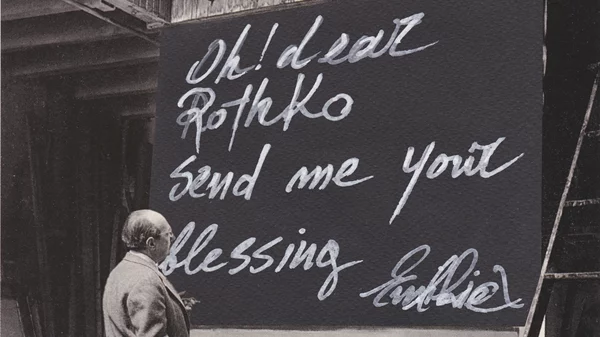 Oh! dear
Rothko
send me your
blessing